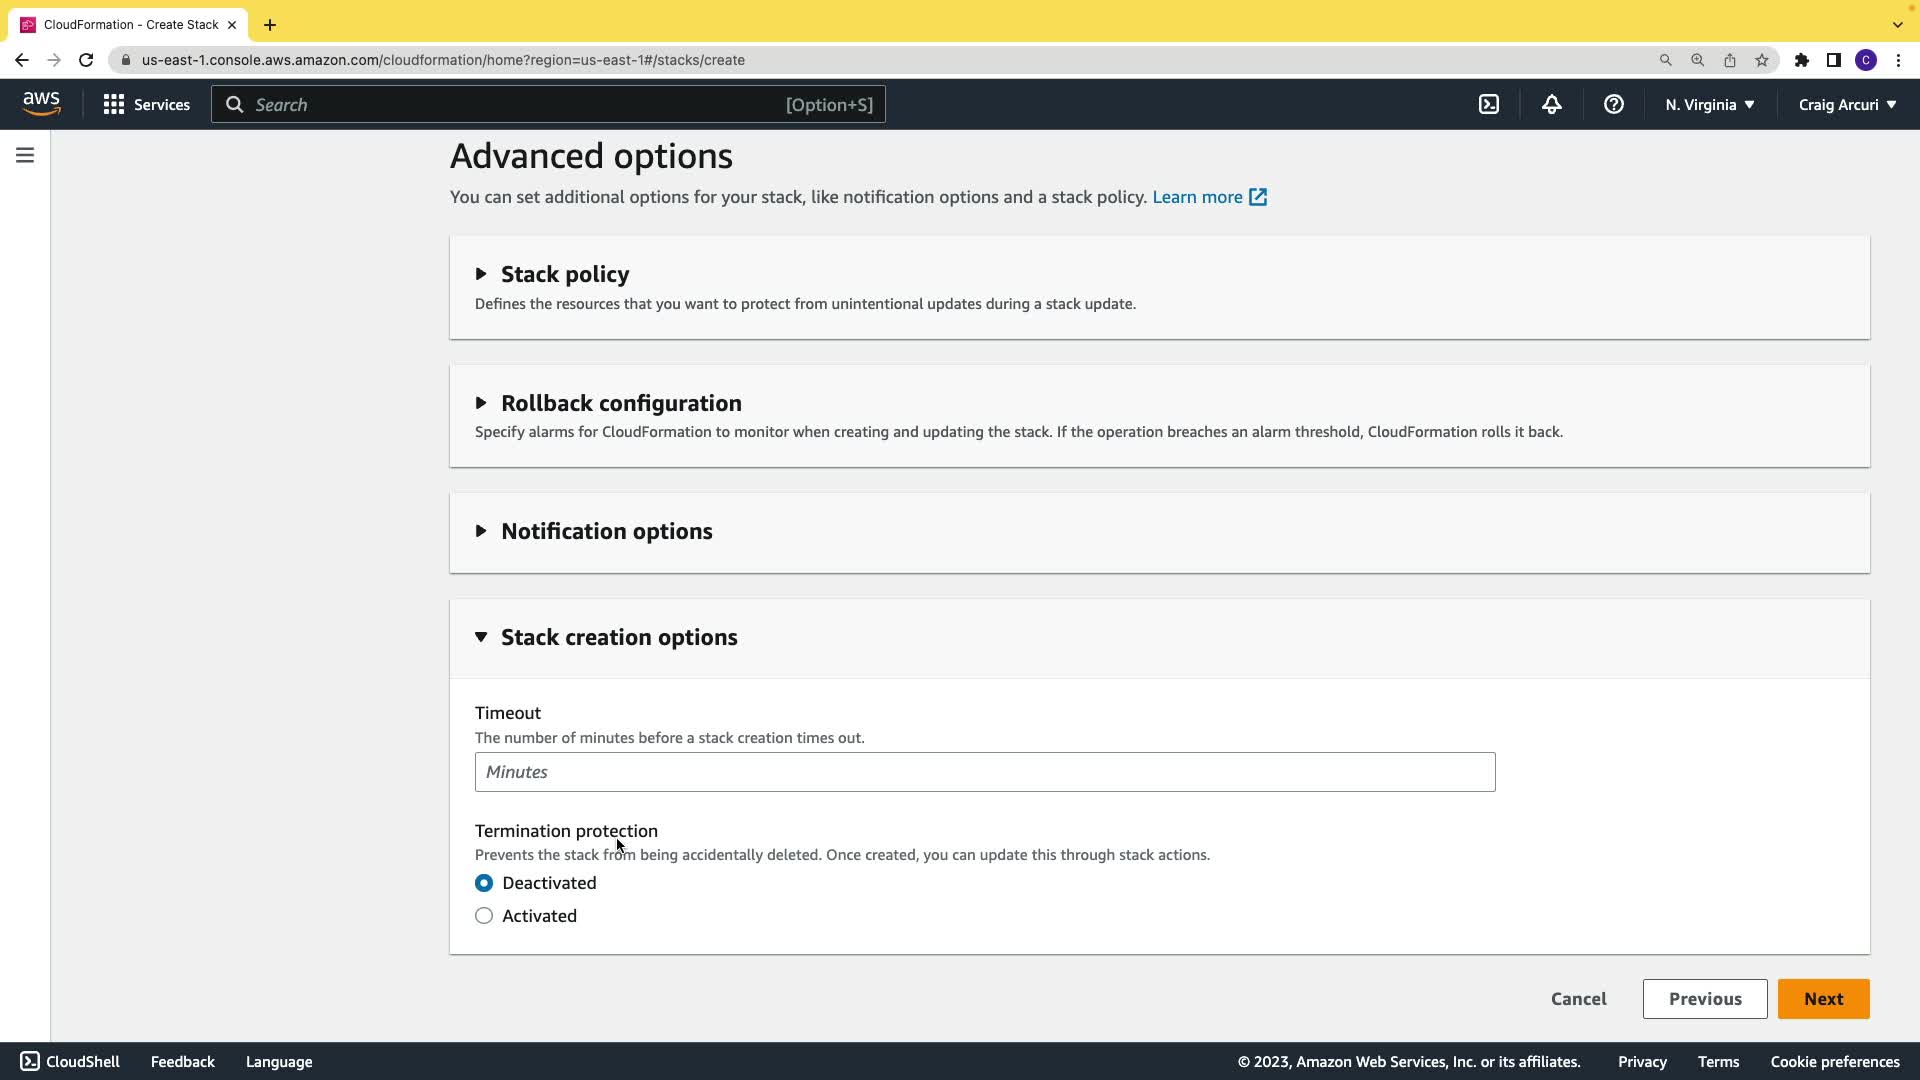 CloudFormation - Create Stack
us-east-1.console.aws.amazon.com/cloudformation/home?region=us-east-1#/stacks/create
C
aws
Services
Search
[Option+S]
N. Virginia
Craig Arcuri
Advanced options
You can set additional options for your stack, like notification options and a stack policy. Learn more
Stack policy
Defines the resources that you want to protect from unintentional updates during a stack update.
Rollback configuration
Specify alarms for CloudFormation to monitor when creating and updating the stack. If the operation breaches an alarm threshold, CloudFormation rolls it back.
Notification options
Stack creation options
Timeout
The number of minutes before a stack creation times out.
Minutes
Termination protection
Prevents the stack from being accidentally deleted. Once created, you can update this through stack actions.
Deactivated
Activated
Cancel
Previous
Next
CloudShell
Feedback
Language
© 2023, Amazon Web Services, Inc. or its affiliates.
Privacy
Terms
Cookie preferences